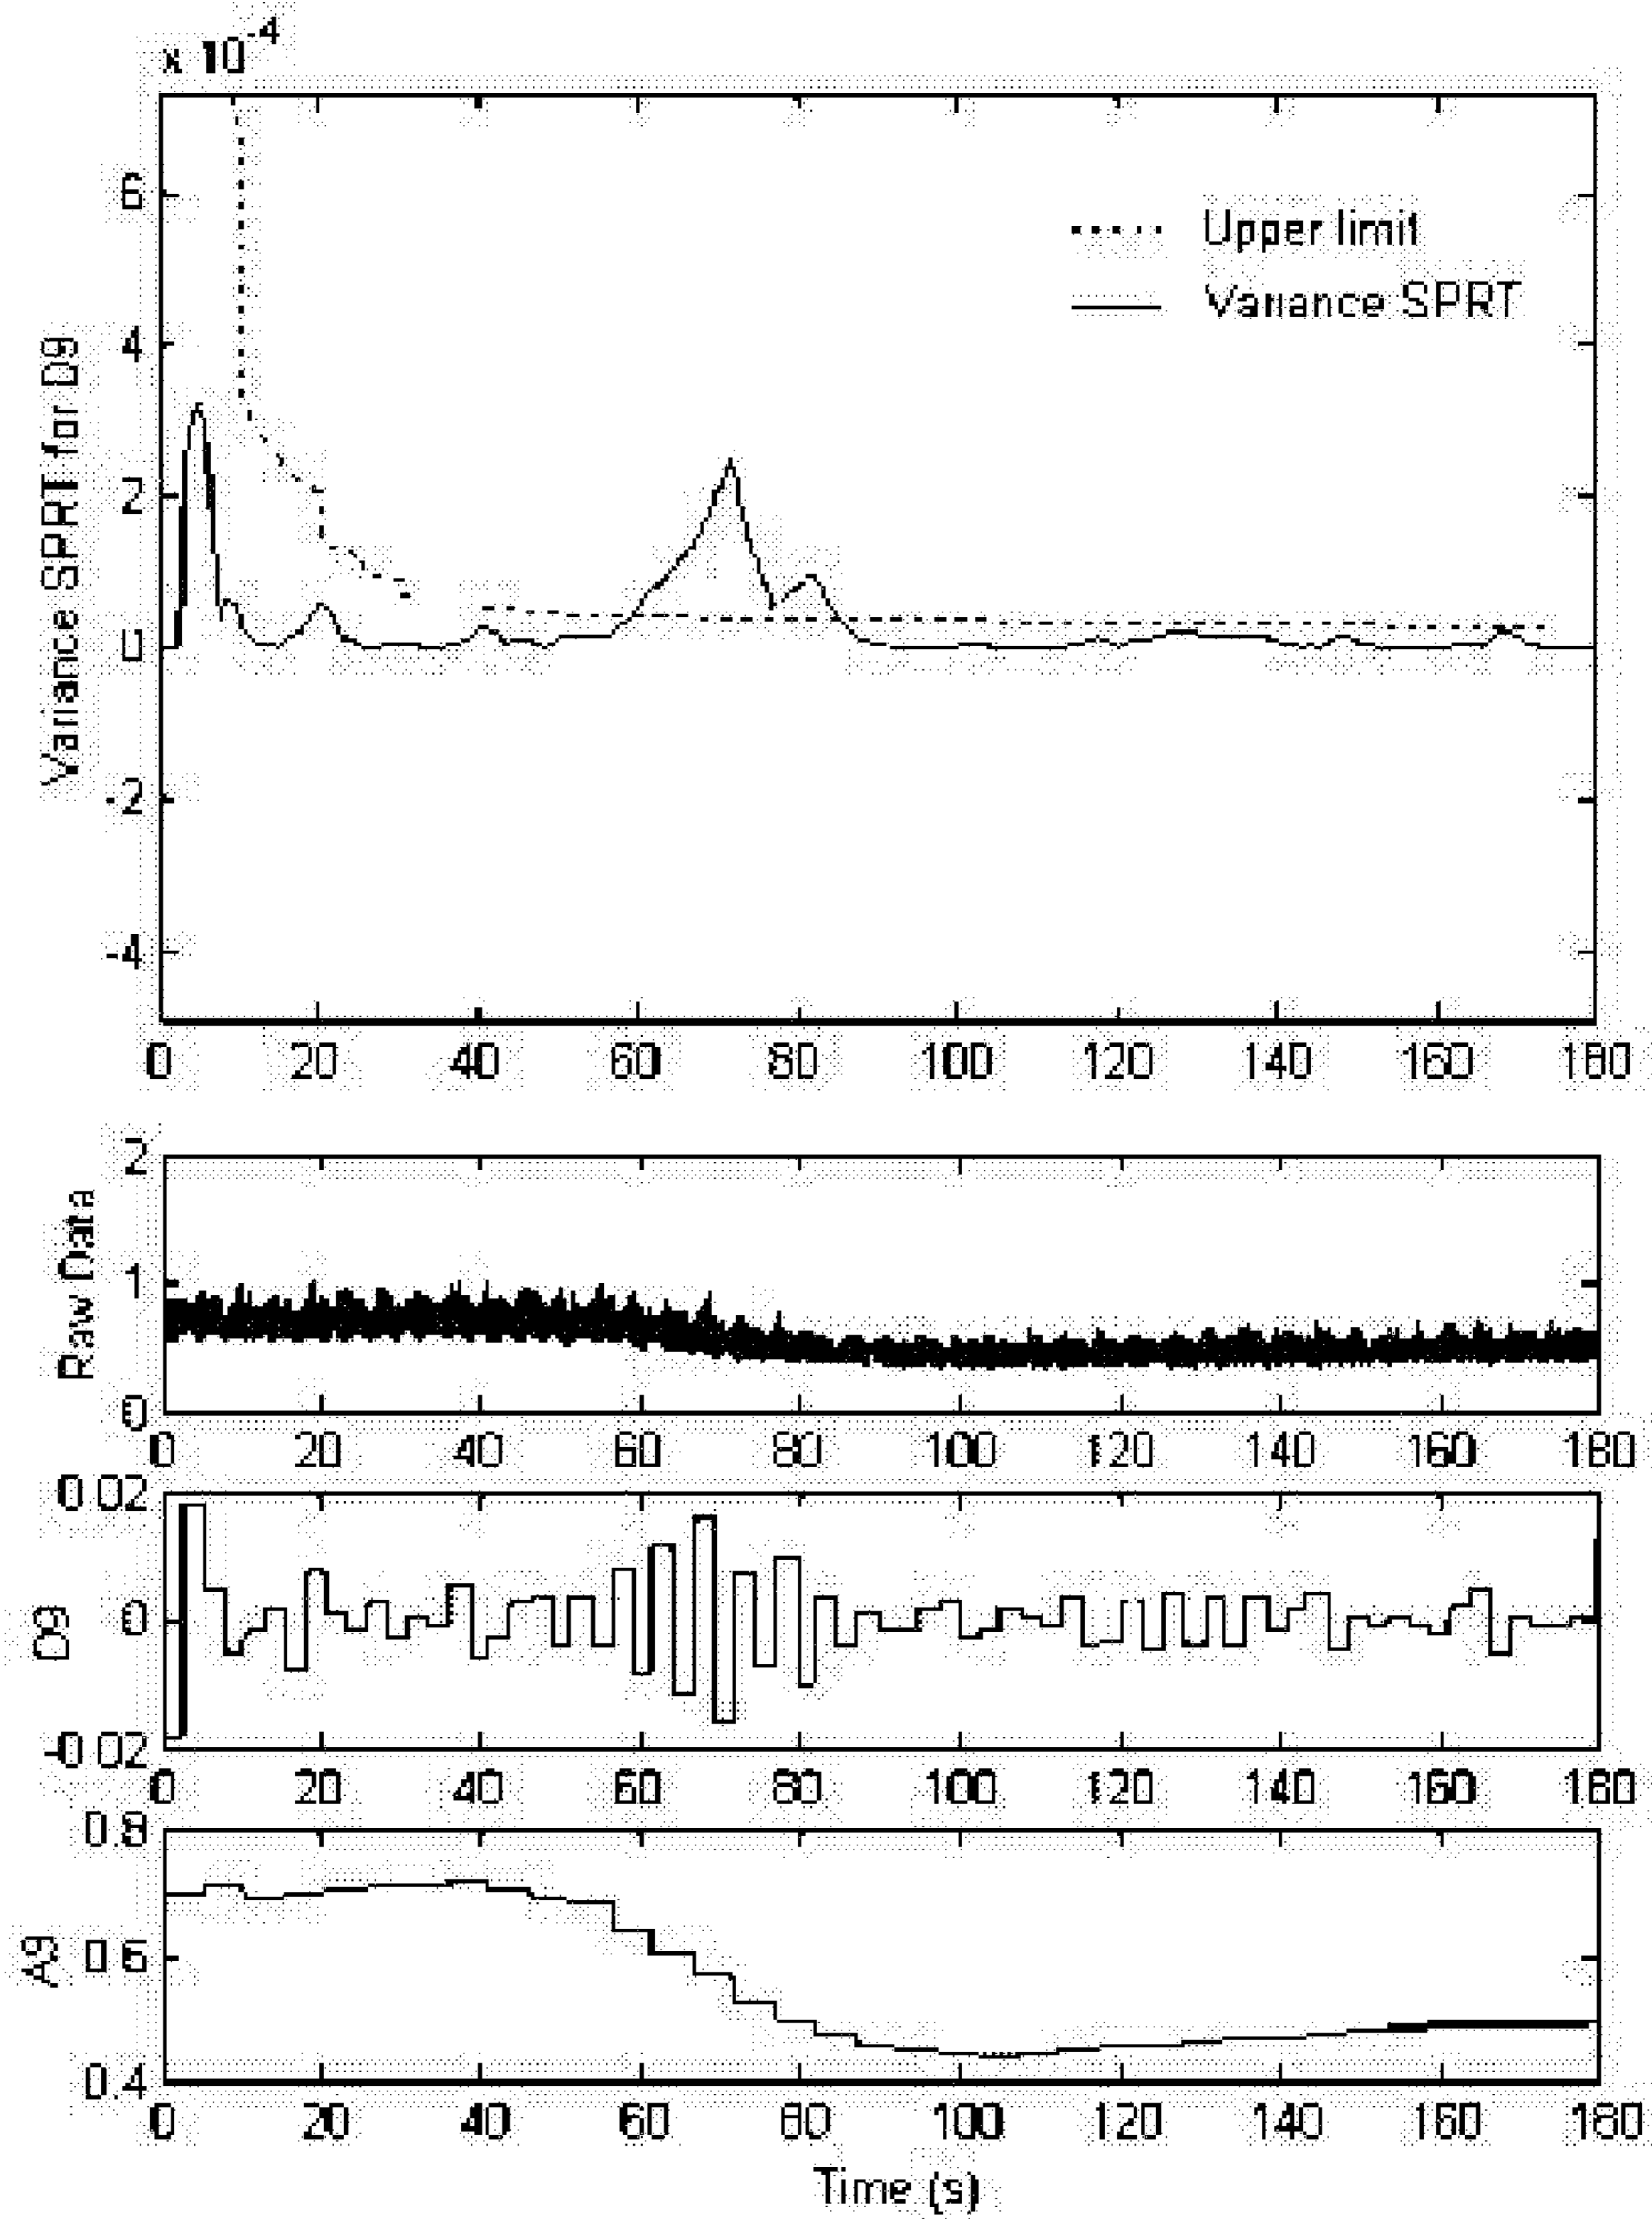 x 10-4
Variance SPRT for D9
6
4
2
0
-2
-4
Upper limit
Variance SPRT
0 20 40 60 80 100 120 140 160 180
Raw Data
2
1
0
0 20 40 60 80 100 120 140 160 180
D9
0.02
0
-0.02
0 20 40 60 80 100 120 140 160 180
A9
0.8
0.6
0.4
0 20 40 60 80 100 120 140 160 180
Time (s)